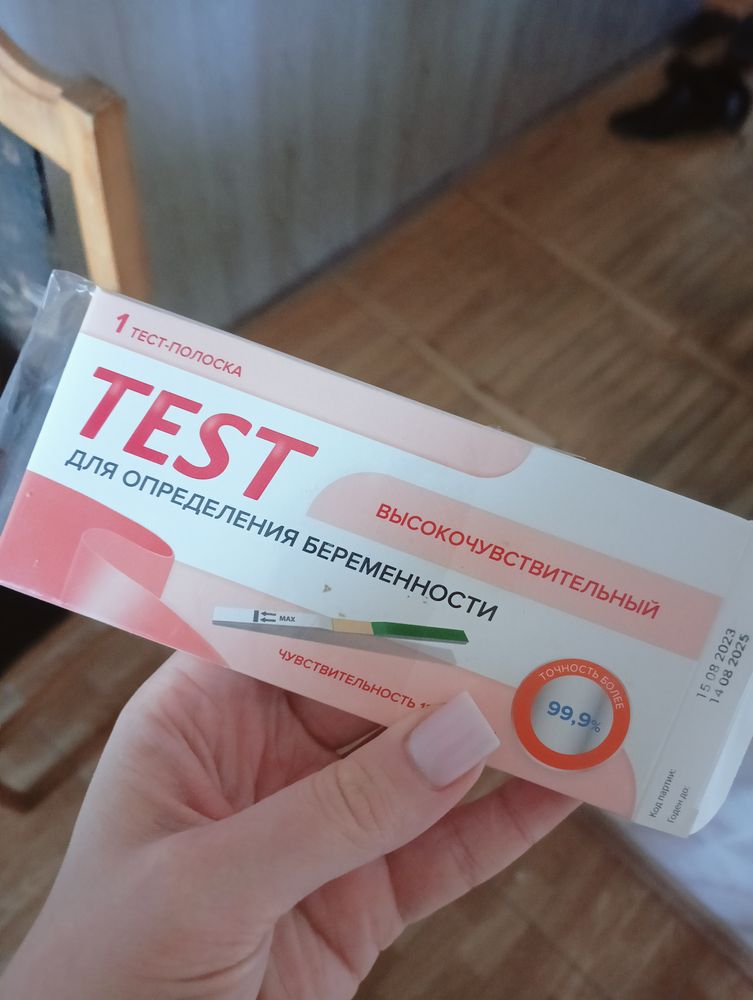 1 ТЕСТ-ПОЛОСКА
TEST
ДЛЯ ОПРЕДЕЛЕНИЯ БЕРЕМЕННОСТИ
ВЫСОКОЧУВСТВИТЕЛЬНЫЙ
MAX
ЧУВСТВИТЕЛЬНОСТЬ
ТОЧНОСТЬ БОЛЕЕ
99,9%
15 08 2023
14 08 2025
Код партии:
Годен до: